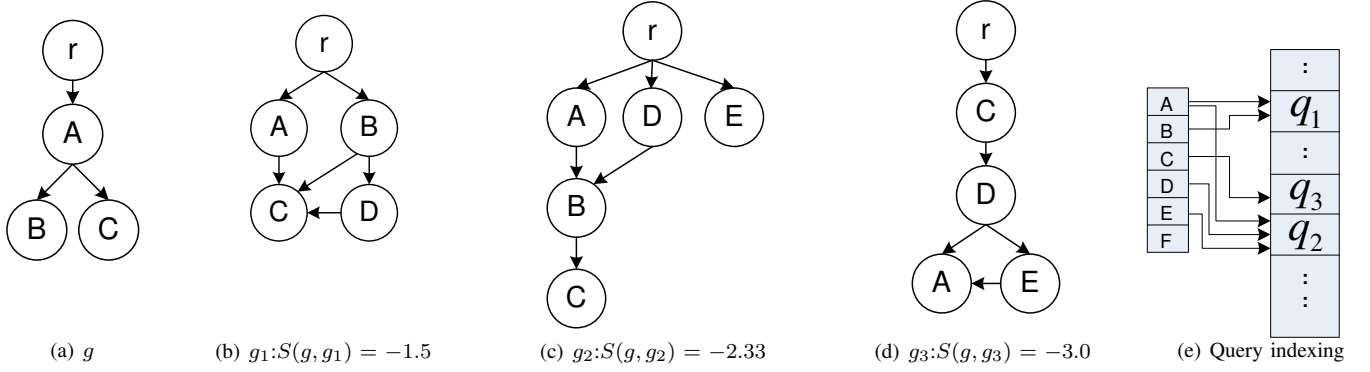 r
A
B C
r
A B
C D
r
A D E
B
C
r
C
D
A E
A
B
C
D
E
F
:
q1
:
q3
q2
:
:
(a) g
(b) g1:S(g, g1) = −1.5
(c) g2:S(g, g2) = −2.33
(d) g3:S(g, g3) = −3.0
(e) Query indexing